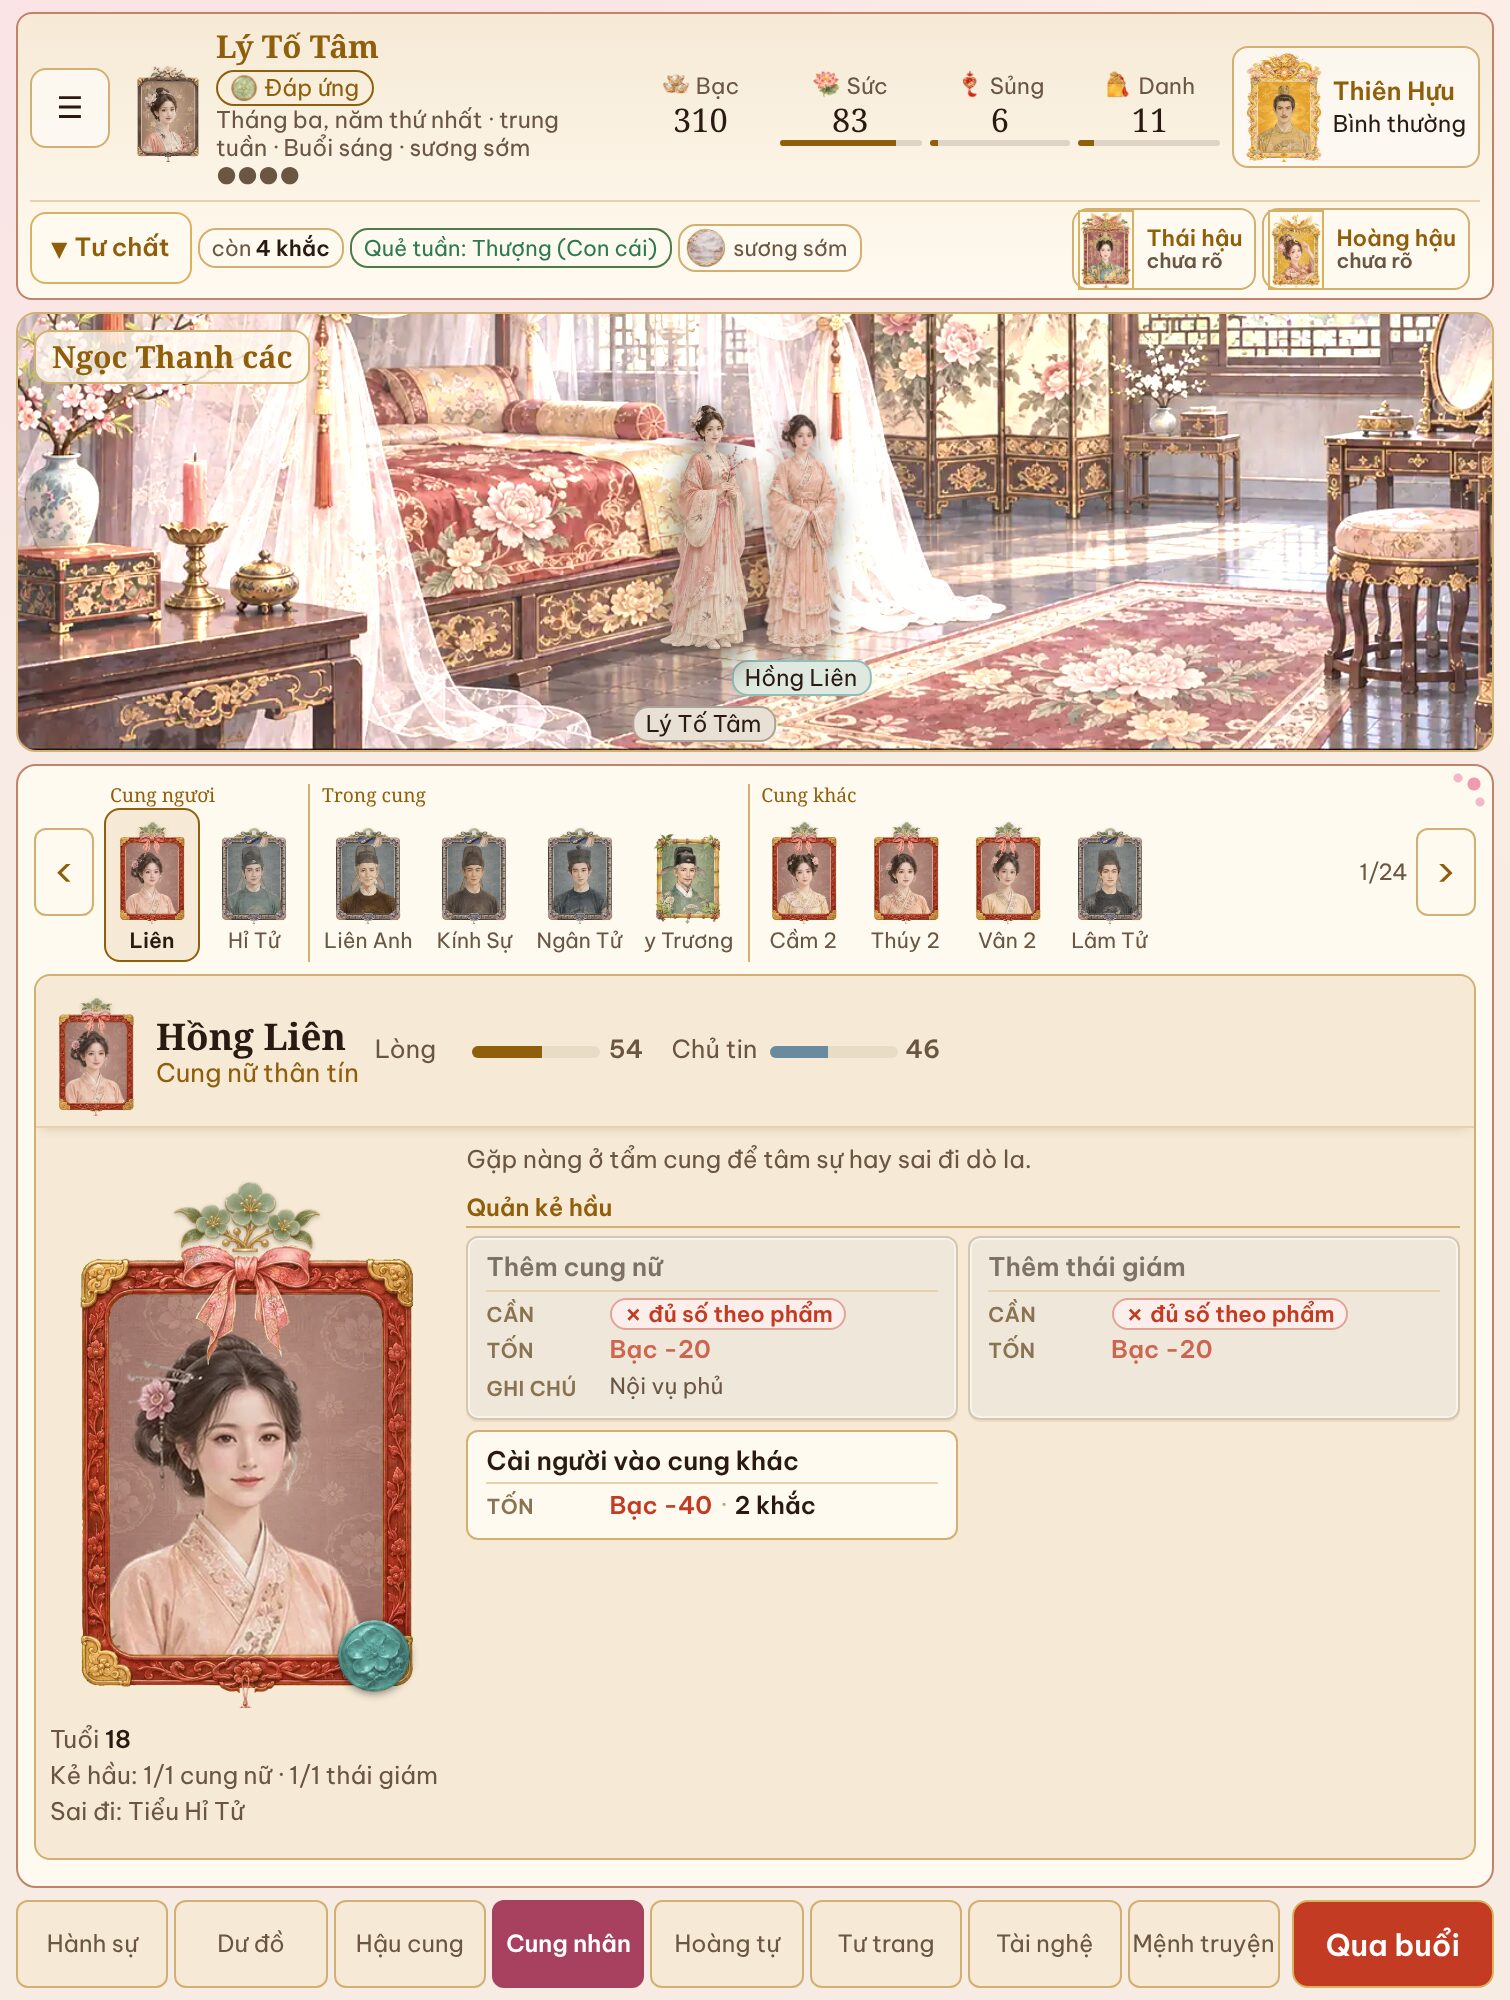 Lý Tố Tâm
Đáp ứng
Tháng ba, năm thứ nhất · trung
tuần · Buổi sáng · sương sớm
Bạc
310
Sức
83
Sủng
6
Danh
11
Thiên Hựu
Bình thường
▼ Tư chất
còn 4 khắc
Quẻ tuần: Thượng (Con cái)
sương sớm
Thái hậu
chưa rõ
Hoàng hậu
chưa rõ
Ngọc Thanh các
Hồng Liên
Lý Tố Tâm
Cung ngươi
Trong cung
Cung khác
Liên
Hỉ Tử
Liên Anh
Kính Sự
Ngân Tử
y Trương
Cầm 2
Thúy 2
Vân 2
Lâm Tử
1/24
Hồng Liên
Cung nữ thân tín
Lòng
54
Chủ tin
46
Gặp nàng ở tẩm cung để tâm sự hay sai đi dò la.
Quản kẻ hầu
Thêm cung nữ
CẦN
× đủ số theo phẩm
TỐN
Bạc -20
GHI CHÚ
Nội vụ phủ
Thêm thái giám
CẦN
× đủ số theo phẩm
TỐN
Bạc -20
Cài người vào cung khác
TỐN
Bạc -40 · 2 khắc
Tuổi 18
Kẻ hầu: 1/1 cung nữ · 1/1 thái giám
Sai đi: Tiểu Hỉ Tử
Hành sự
Dư đồ
Hậu cung
Cung nhân
Hoàng tự
Tư trang
Tài nghệ
Mệnh truyện
Qua buổi